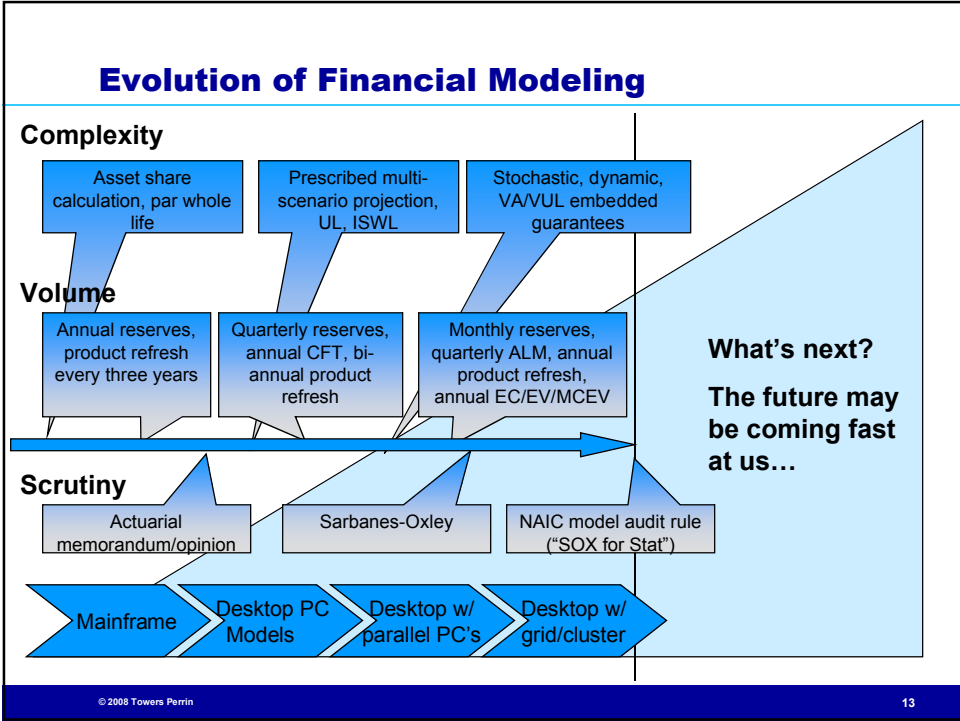 Evolution of Financial Modeling
Complexity
Asset share
calculation, par whole
life
Prescribed multi-
scenario projection,
UL, ISWL
Stochastic, dynamic,
VA/VUL embedded
guarantees
Volume
Annual reserves,
product refresh
every three years
Quarterly reserves,
annual CFT, bi-
annual product
refresh
Monthly reserves,
quarterly ALM, annual
product refresh,
annual EC/EV/MCEV
What's next?
The future may
be coming fast
at us…
Scrutiny
Actuarial
memorandum/opinion
Sarbanes-Oxley
NAIC model audit rule
(“SOX for Stat”)
Mainframe
Desktop PC
Models
Desktop w/
parallel PC’s
Desktop w/
grid/cluster
© 2008 Towers Perrin
13